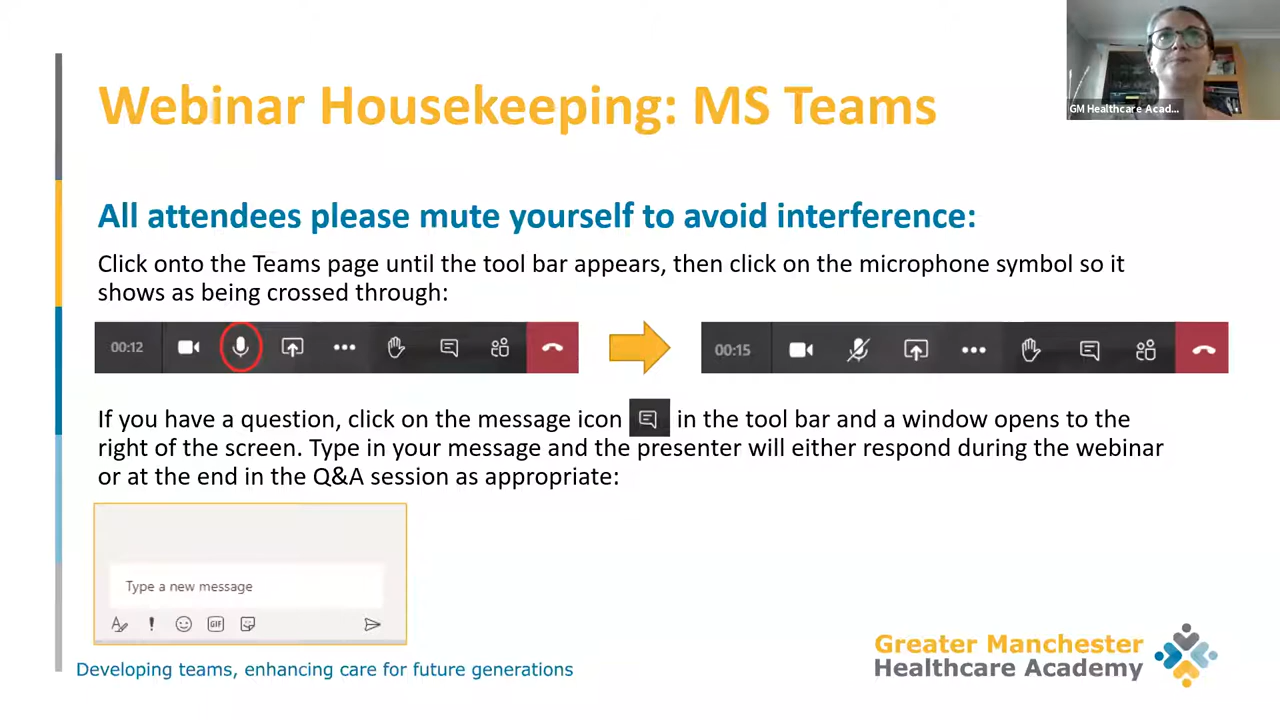 Webinar Housekeeping: MS Teams
GM Healthcare Acad...
All attendees please mute yourself to avoid interference:
Click onto the Teams page until the tool bar appears, then click on the microphone symbol so it
shows as being crossed through:
00:12
00:15
If you have a question, click on the message icon in the tool bar and a window opens to the
right of the screen. Type in your message and the presenter will either respond during the webinar
or at the end in the Q&A session as appropriate:
Type a new message
GIF
Developing teams, enhancing care for future generations
Greater Manchester
Healthcare Academy